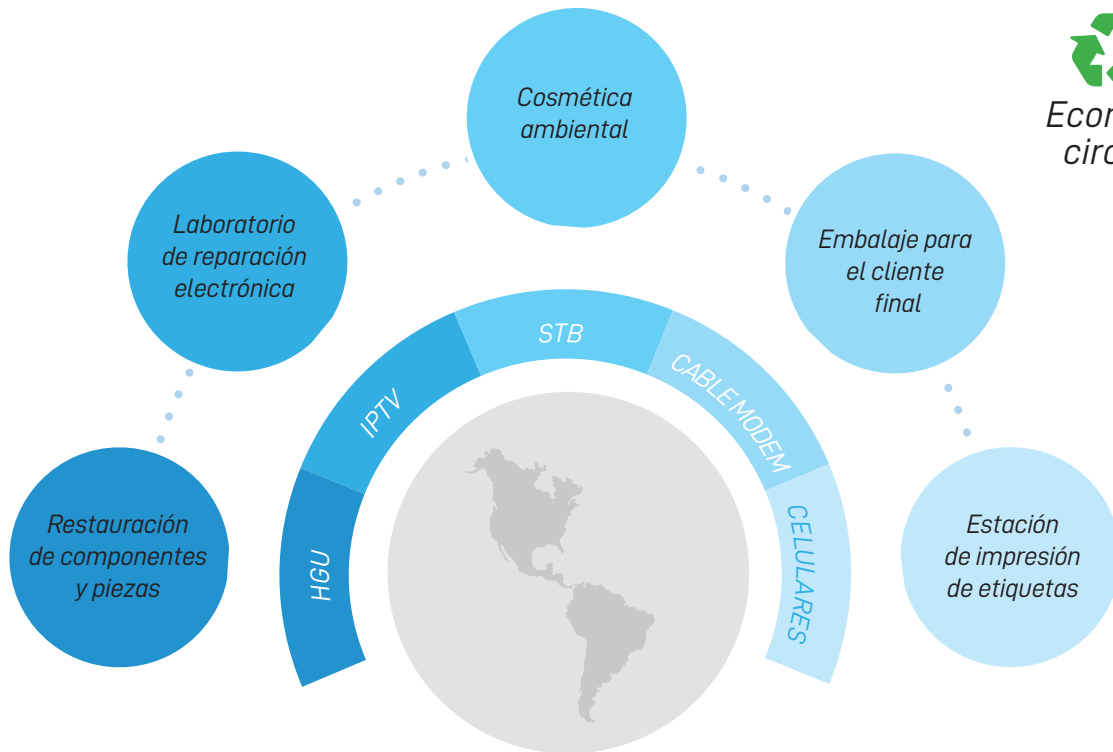 Cosmética
ambiental
Laboratorio
de reparación
electrónica
Embalaje para
el cliente
final
Restauración
de componentes
y piezas
Estación
de impresión
de etiquetas
HGU
IPTV
STB
CABLE MODEM
CELULARES